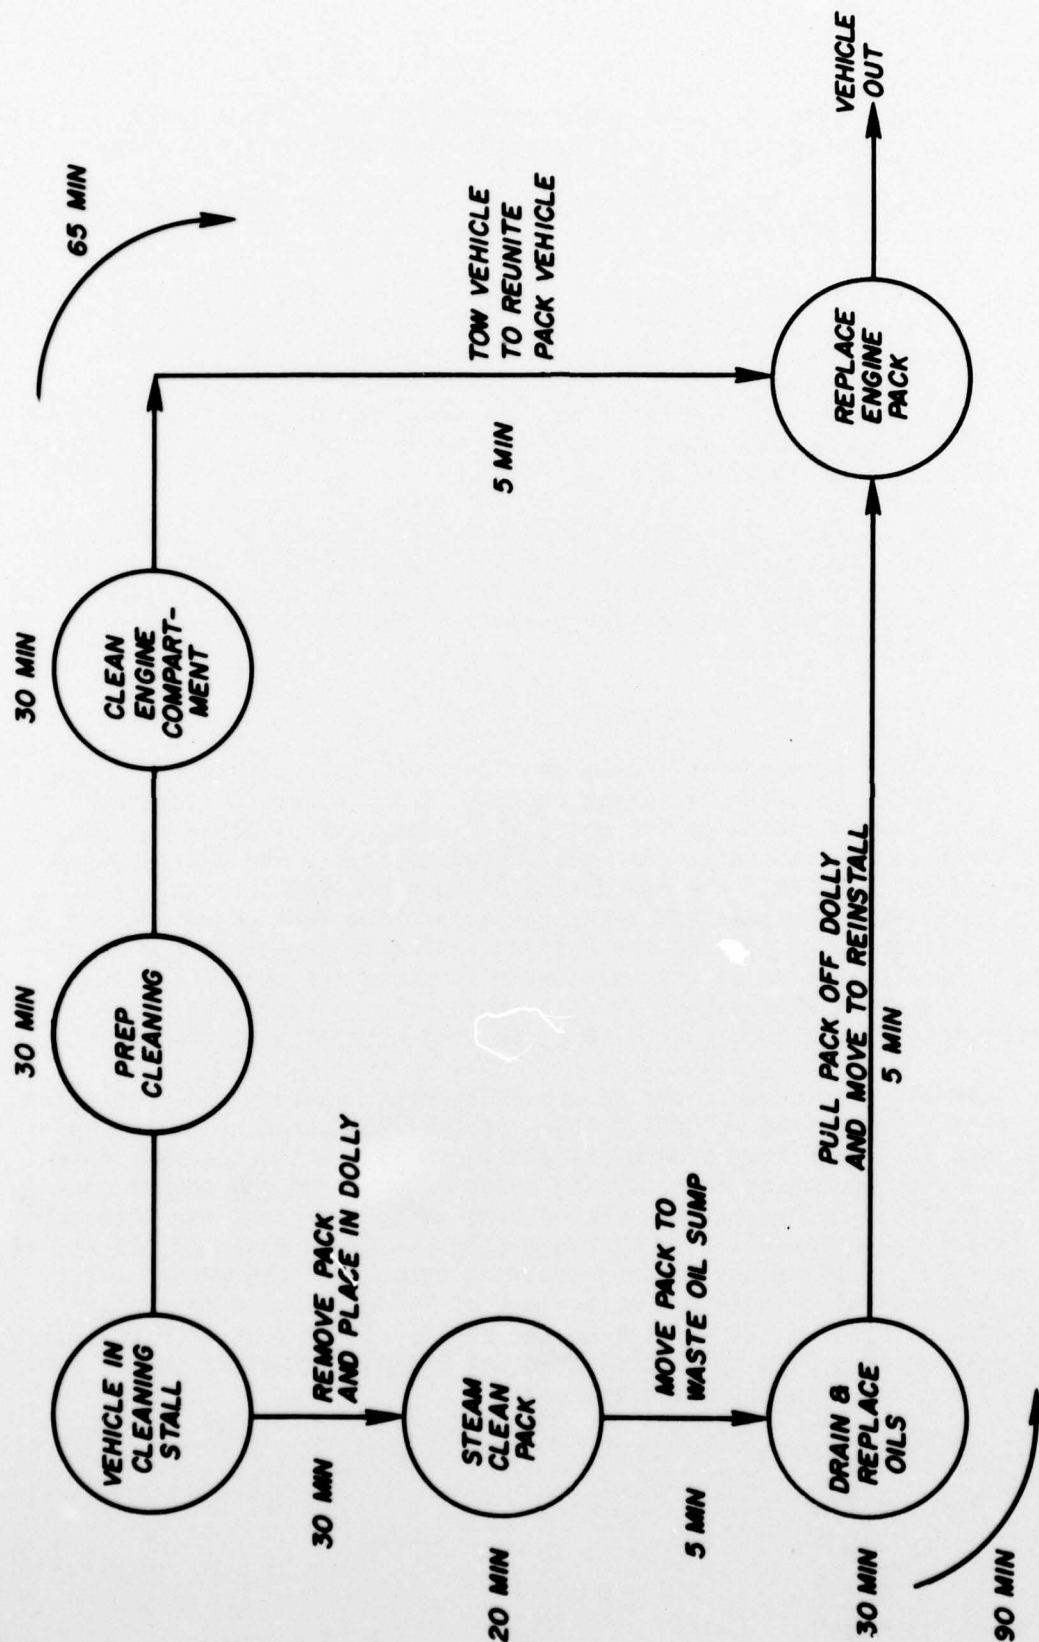 30 MIN
30 MIN
65 MIN
VEHICLE IN
CLEANING
STALL
PREP
CLEANING
CLEAN
ENGINE
COMPART-
MENT
30 MIN
REMOVE PACK
AND PLACE IN DOLLY
5 MIN
TOW VEHICLE
TO REUNITE
PACK VEHICLE
20 MIN
STEAM
CLEAN
PACK
5 MIN
MOVE PACK TO
WASTE OIL SUMP
30 MIN
DRAIN &
REPLACE
OILS
PULL PACK OFF DOLLY
AND MOVE TO REINSTALL
5 MIN
REPLACE
ENGINE
PACK
VEHICLE
OUT
90 MIN